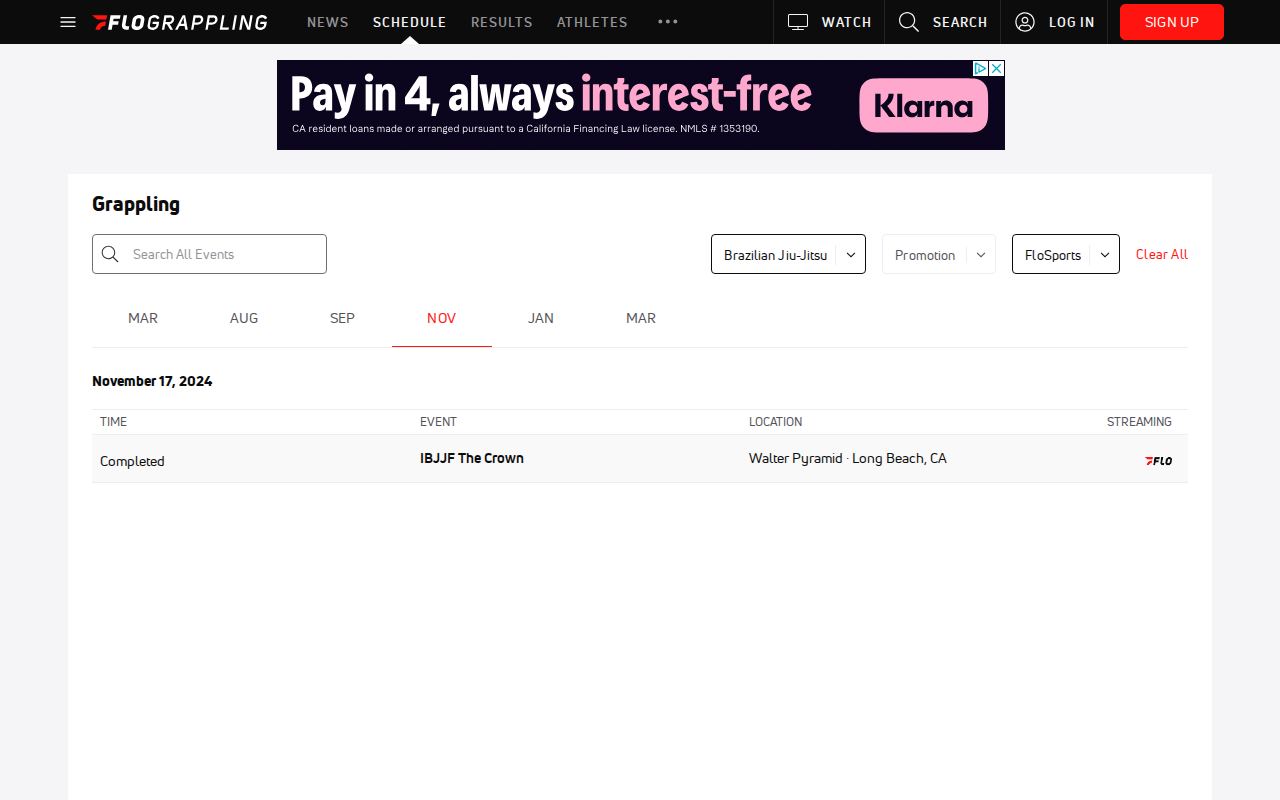 FLOGRAPPLING NEWS SCHEDULE RESULTS ATHLETES ••• WATCH SEARCH LOG IN SIGN UP
Pay in 4, always interest-free
CA resident loans made or arranged pursuant to a California Financing Law license. NMLS # 1353190.
Klarna
Grappling
Search All Events Brazilian Jiu-Jitsu Promotion FloSports Clear All
MAR AUG SEP NOV JAN MAR
November 17, 2024
TIME EVENT LOCATION STREAMING
Completed IBJJF The Crown Walter Pyramid · Long Beach, CA FLO